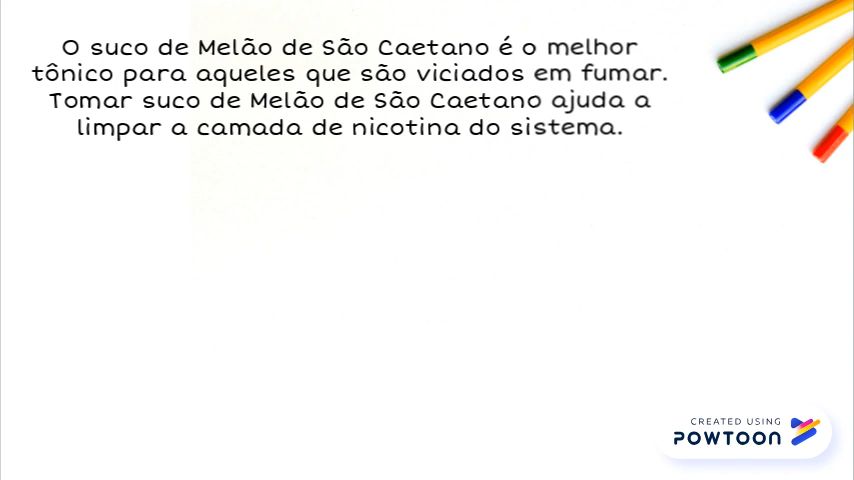 O suco de Melão de São Caetano é o melhor
tônico para aqueles que são viciados em fumar.
Tomar suco de Melão de São Caetano ajuda a
limpar a camada de nicotina do sistema.
CREATED USING
POWTOON